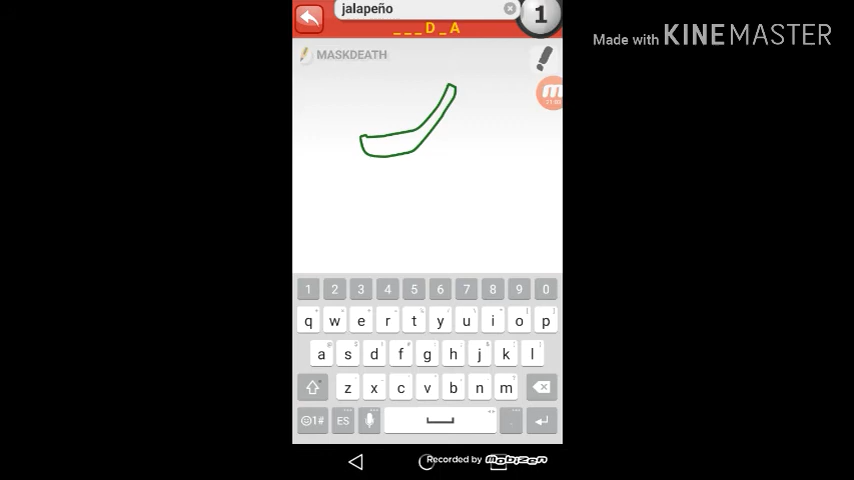 jalapeño
1
_ _ _ D _ A
Made with KINEMASTER
MASKDEATH
1 2 3 4 5 6 7 8 9 0
q w e r t y u i o p
a s d f g h j k l
z x c v b n m
1# ES
Recorded by mobizen